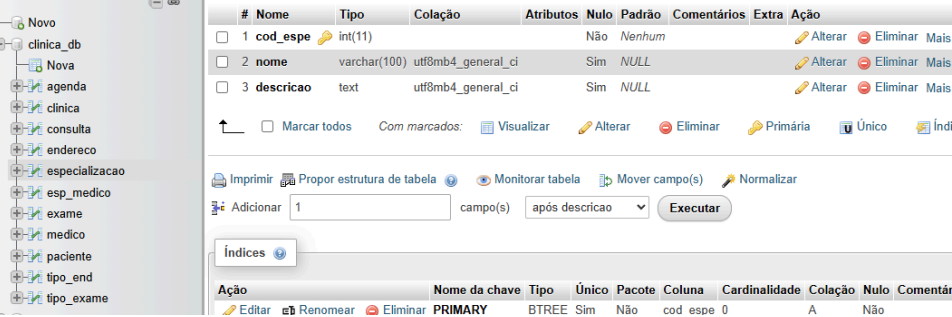 Novo
clinica_db
Nova
agenda
clinica
consulta
endereco
especializacao
esp_medico
exame
medico
paciente
tipo_end
tipo_exame
# Nome Tipo Colação Atributos Nulo Padrão Comentários Extra Ação
1 cod_espe int(11) Não Nenhum Alterar Eliminar Mais
2 nome varchar(100) utf8mb4_general_ci Sim NULL Alterar Eliminar Mais
3 descricao text utf8mb4_general_ci Sim NULL Alterar Eliminar Mais
Marcar todos Com marcados: Visualizar Alterar Eliminar Primária Único Índi
Imprimir Propor estrutura de tabela Monitorar tabela Mover campo(s) Normalizar
Adicionar 1 campo(s) após descricao Executar
Índices
Ação Nome da chave Tipo Único Pacote Coluna Cardinalidade Colação Nulo Comentár
Editar Renomear Eliminar PRIMARY BTREE Sim Não cod_espe 0 A Não